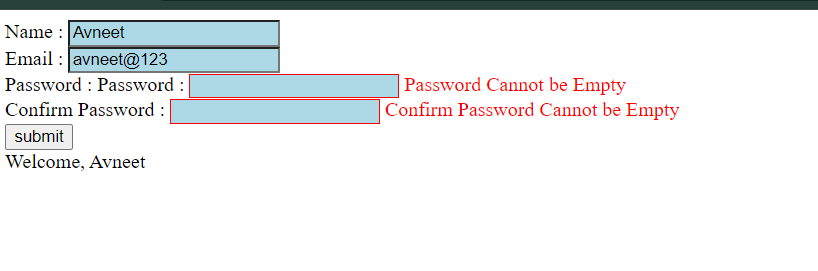 Name : Avneet
Email : avneet@123
Password : Password : Password Cannot be Empty
Confirm Password : Confirm Password Cannot be Empty
submit
Welcome, Avneet